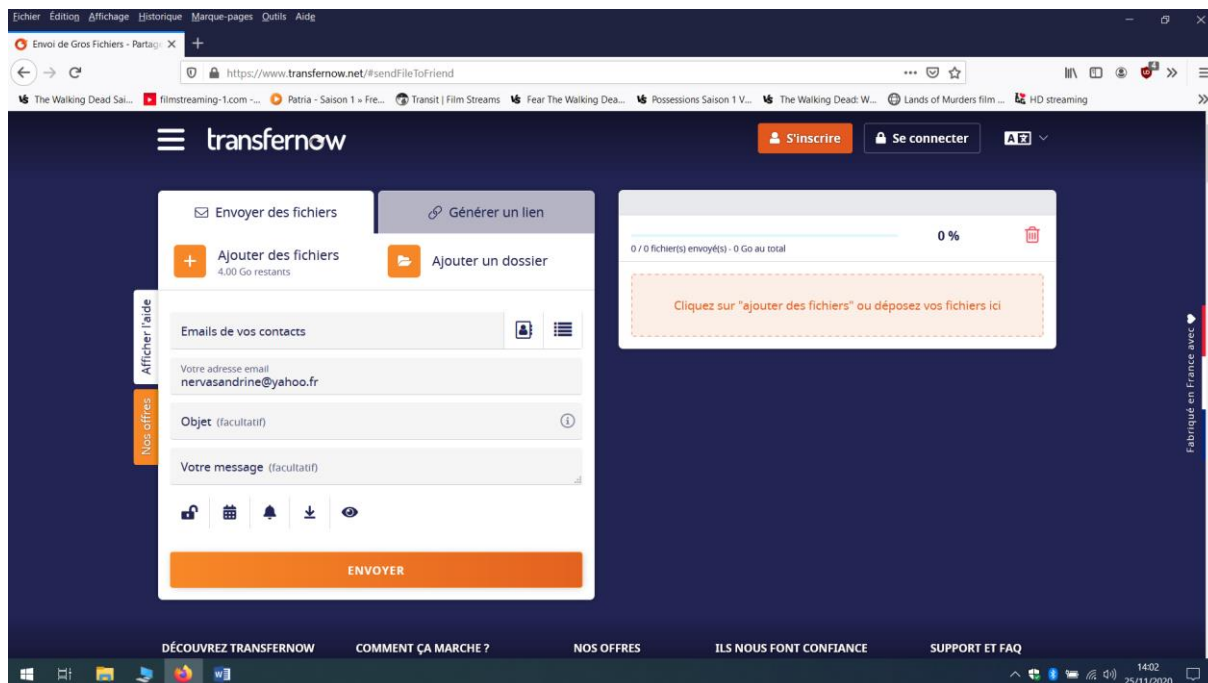 Fichier Édition Affichage Historique Marque-pages Outils Aide
Envoi de Gros Fichiers - Partag
https://www.transfernow.net/#sendFileToFriend
4
The Walking Dead Sai... filmstreaming-1.com -... Patria - Saison 1 » Fre... Transit | Film Streams Fear The Walking Dea... Possessions Saison 1 V... The Walking Dead: W... Lands of Murders film ... HD streaming
transfernow
S'inscrire
Se connecter
Envoyer des fichiers
Générer un lien
Ajouter des fichiers
4.00 Go restants
Ajouter un dossier
0 %
0 / 0 fichier(s) envoyé(s) - 0 Go au total
Cliquez sur "ajouter des fichiers" ou déposez vos fichiers ici
Afficher l'aide
Nos offres
Emails de vos contacts
Votre adresse email
nervasandrine@yahoo.fr
Objet (facultatif)
Votre message (facultatif)
ENVOYER
Fabriqué en France avec
DÉCOUVREZ TRANSFERNOW COMMENT ÇA MARCHE ? NOS OFFRES ILS NOUS FONT CONFIANCE SUPPORT ET FAQ
14:02
25/11/2020